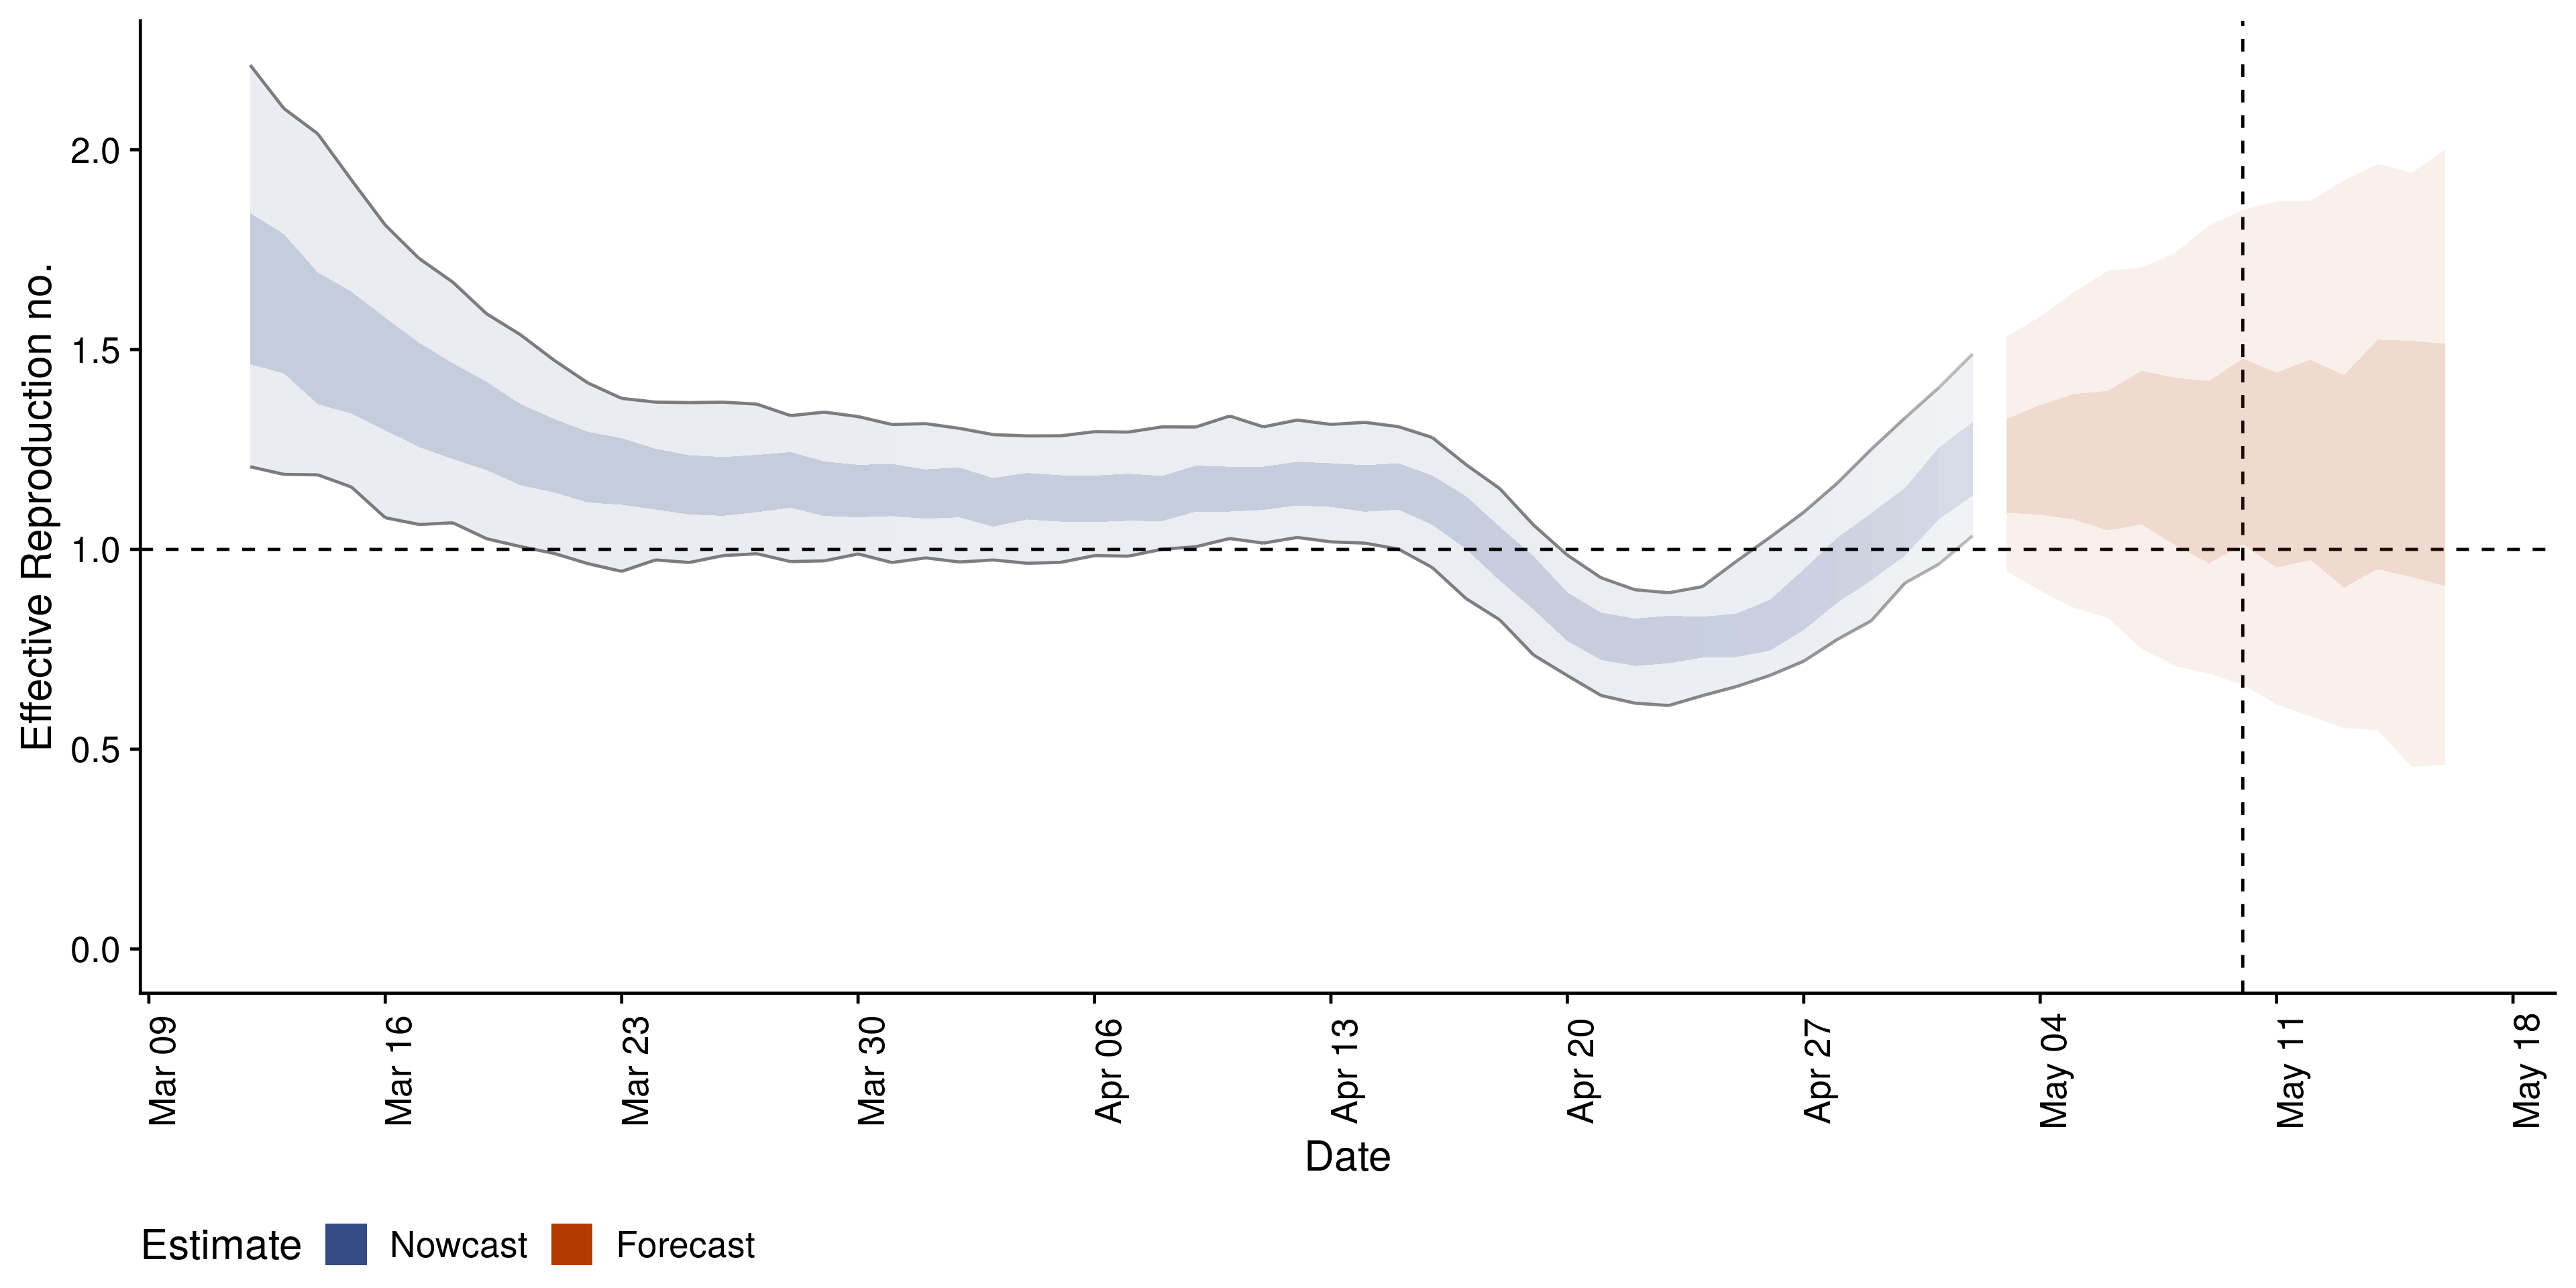 Effective Reproduction no.
2.0
1.5
1.0
0.5
0.0
Mar 09
Mar 16
Mar 23
Mar 30
Apr 06
Apr 13
Apr 20
Apr 27
May 04
May 11
May 18
Date
Estimate Nowcast Forecast